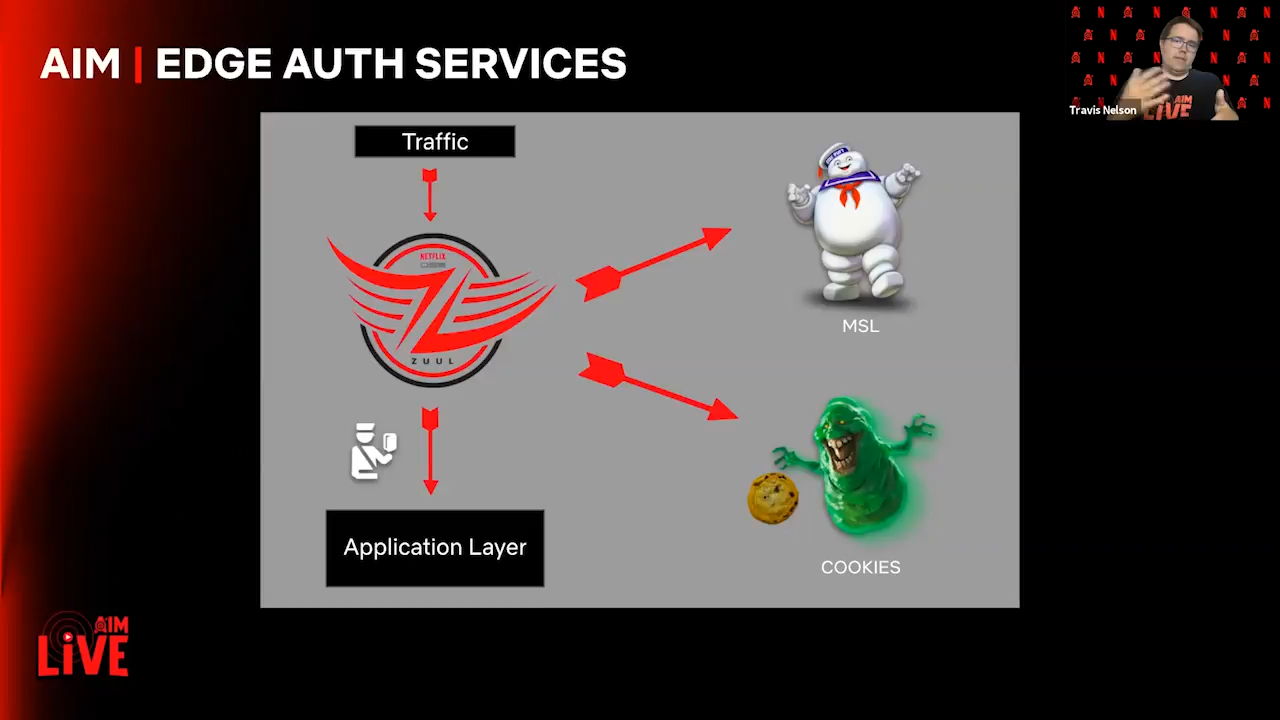 AIM | EDGE AUTH SERVICES
Travis Nelson
AIM
LIVE
Traffic
NETFLIX
ZUUL
MSL
Application Layer
COOKIES
AIM
LIVE